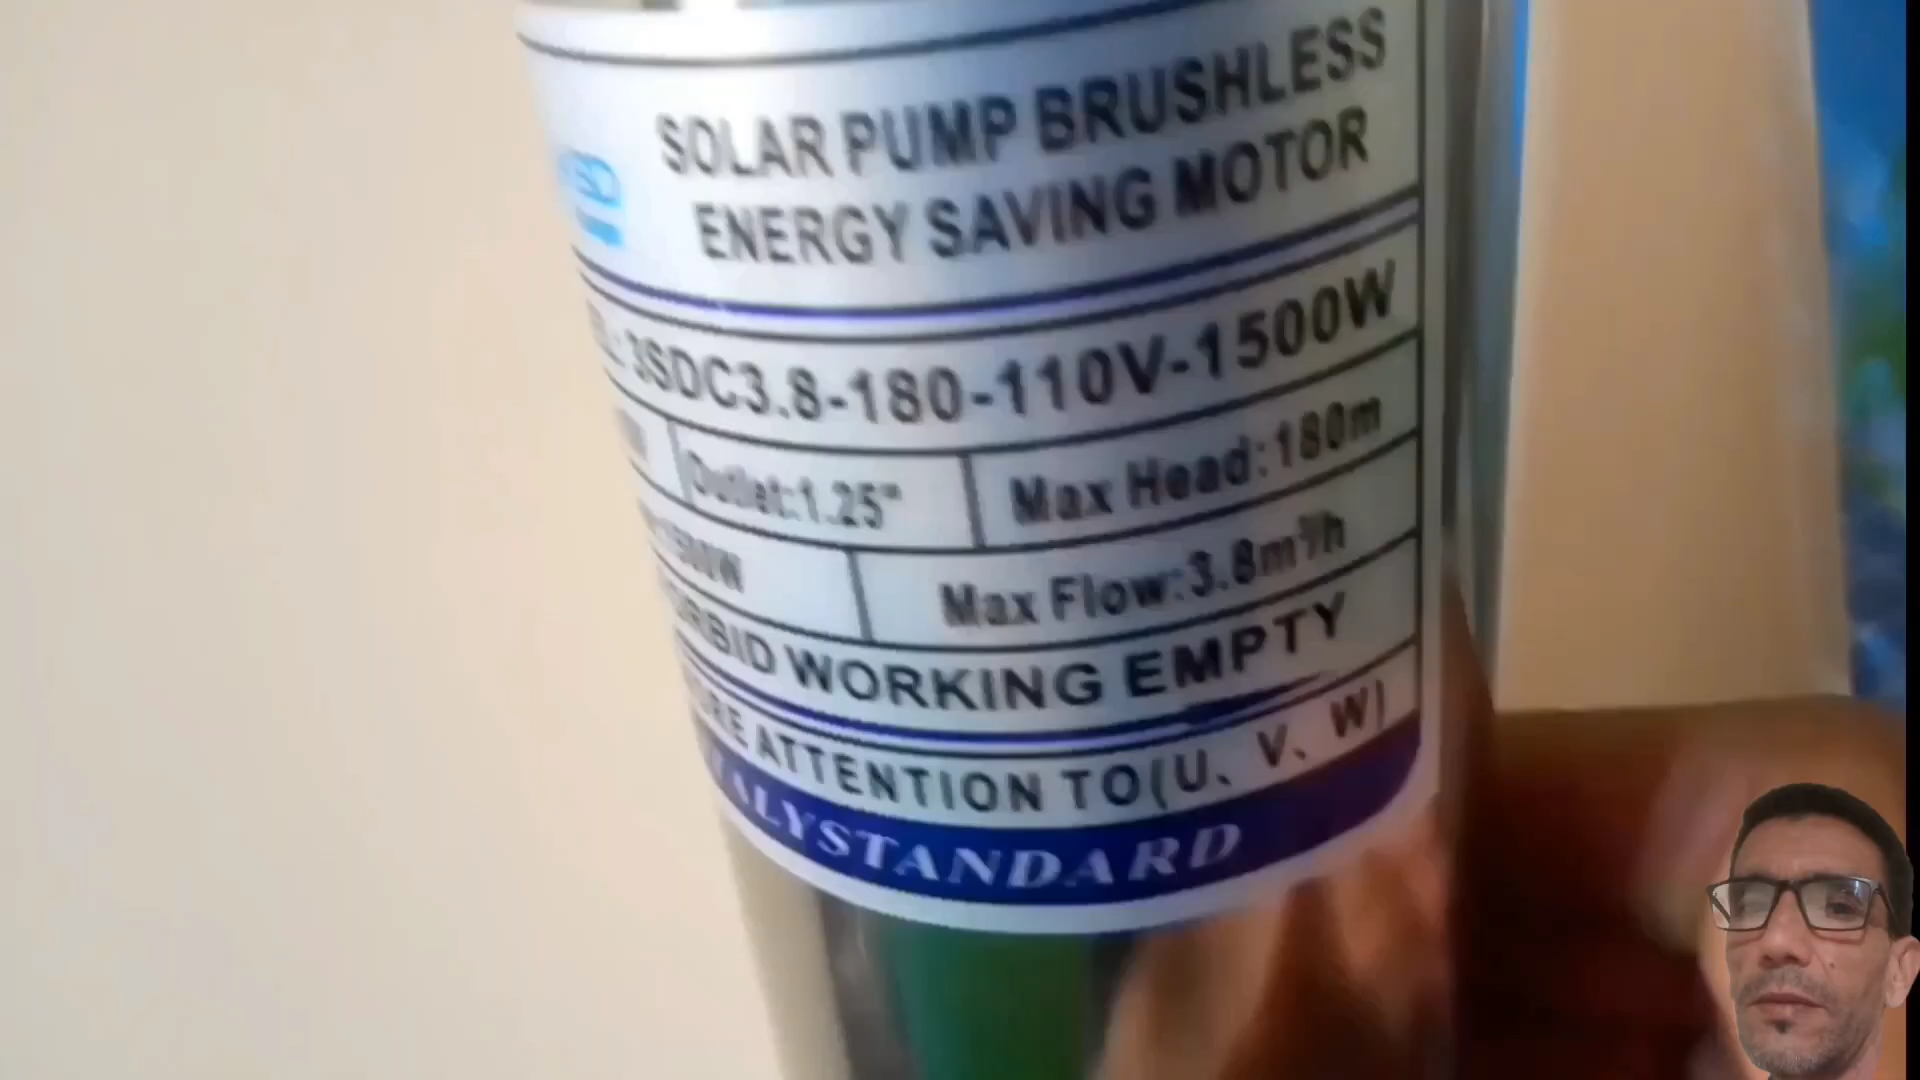 SOLAR PUMP BRUSHLESS
ENERGY SAVING MOTOR
3SDC3.8-180-110V-1500W
Outlet:1.25" Max Head:180m
Max Flow:3.8m³/h
WORKING EMPTY
ATTENTION TO(U、V、W)